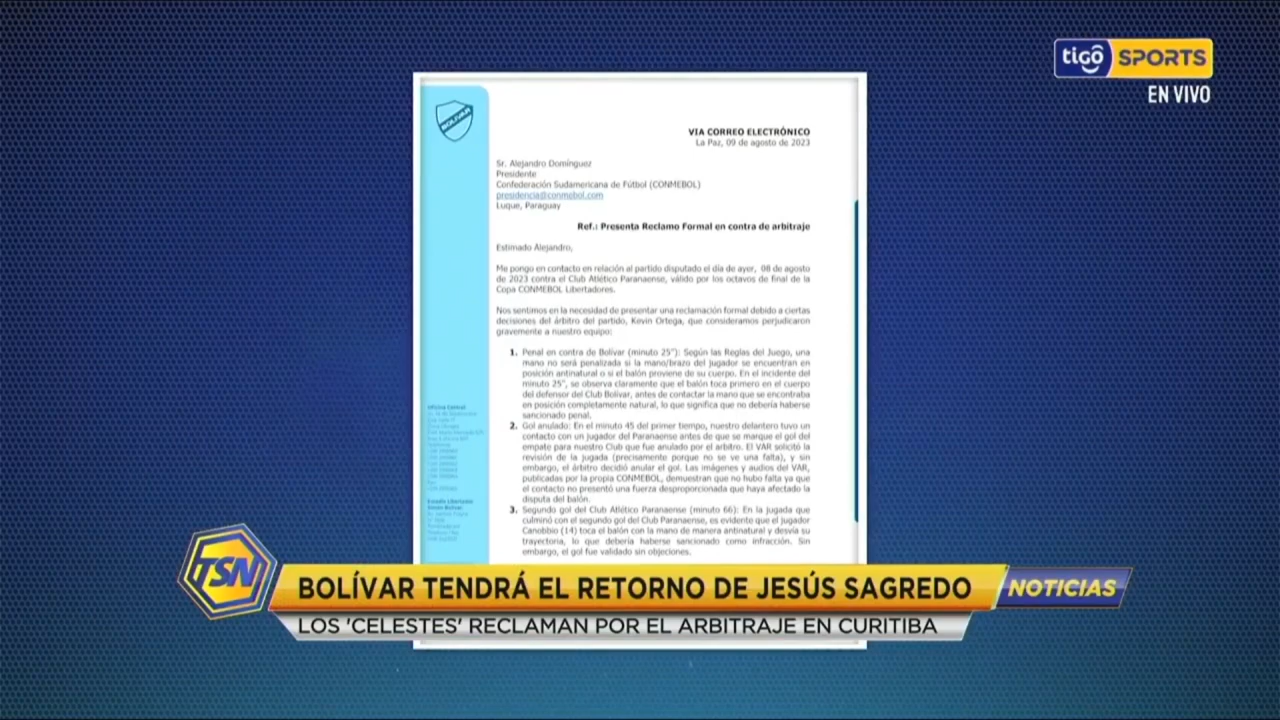 tigo SPORTS
EN VIVO
BOLIVAR
VIA CORREO ELECTRÓNICO
La Paz, 09 de agosto de 2023
Sr. Alejandro Domínguez
Presidente
Confederación Sudamericana de Fútbol (CONMEBOL)
presidencia@conmebol.com
Luque, Paraguay
Ref.: Presenta Reclamo Formal en contra de arbitraje
Estimado Alejandro,
Me pongo en contacto en relación al partido disputado el día de ayer, 08 de agosto
de 2023 contra el Club Atlético Paranaense, válido por los octavos de final de la
Copa CONMEBOL Libertadores.
Nos sentimos en la necesidad de presentar una reclamación formal debido a ciertas
decisiones del árbitro del partido, Kevin Ortega, que consideramos perjudicaron
gravemente a nuestro equipo:
1. Penal en contra de Bolívar (minuto 25"): Según las Reglas del Juego, una
mano no será penalizada si la mano/brazo del jugador se encuentran en
posición antinatural o si el balón proviene de su cuerpo. En el incidente del
minuto 25", se observa claramente que el balón toca primero en el cuerpo
del defensor del Club Bolívar, antes de contactar la mano que se encontraba
en posición completamente natural, lo que significa que no debería haberse
sancionado penal.
2. Gol anulado: En el minuto 45 del primer tiempo, nuestro delantero tuvo un
contacto con un jugador del Paranaense antes de que se marque el gol del
empate para nuestro Club que fue anulado por el arbitro. El VAR solicitó la
revisión de la jugada (precisamente porque no se ve una falta), y sin
embargo, el árbitro decidió anular el gol. Las imágenes y audios del VAR,
publicadas por la propia CONMEBOL, demuestran que no hubo falta ya que
el contacto no presentó una fuerza desproporcionada que haya afectado la
disputa del balón.
3. Segundo gol del Club Atlético Paranaense (minuto 66): En la jugada que
culminó con el segundo gol del Club Paranaense, es evidente que el jugador
Canobbio (14) toca el balón con la mano de manera antinatural y desvía su
trayectoria, lo que debería haberse sancionado como infracción. Sin
embargo, el gol fue validado sin objeciones.
Oficina Central
TSN
BOLÍVAR TENDRÁ EL RETORNO DE JESÚS SAGREDO
NOTICIAS
LOS 'CELESTES' RECLAMAN POR EL ARBITRAJE EN CURITIBA